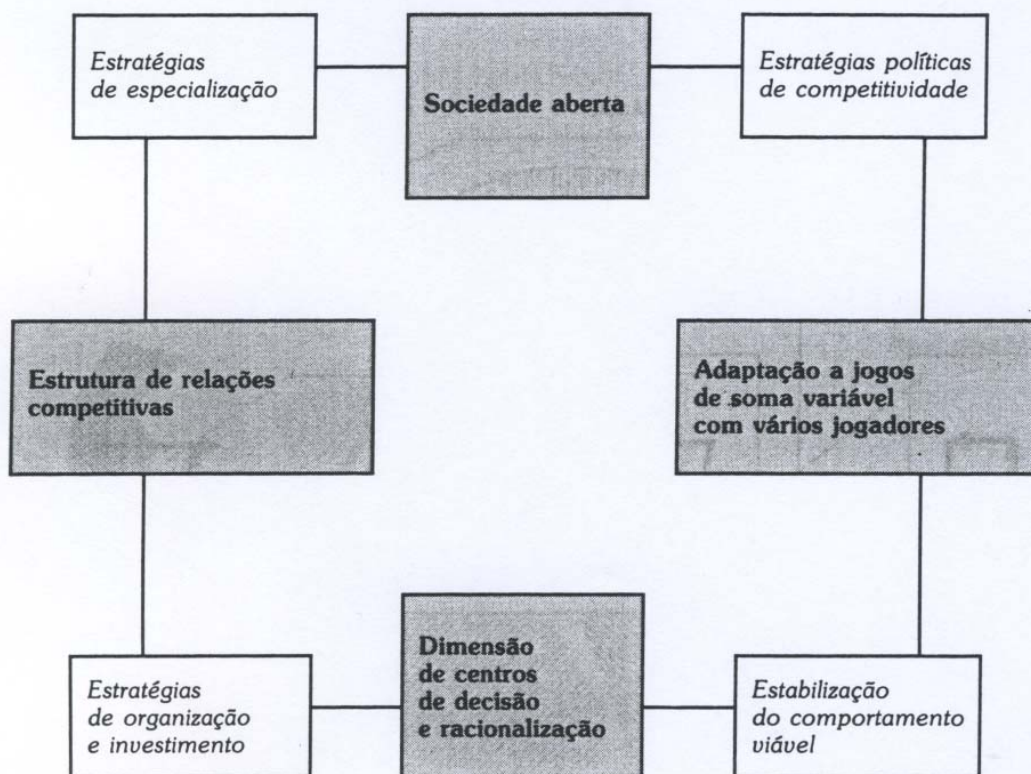 Estratégias
de especialização
Sociedade aberta
Estratégias políticas
de competitividade
Estrutura de relações
competitivas
Adaptação a jogos
de soma variável
com vários jogadores
Estratégias
de organização
e investimento
Dimensão
de centros
de decisão
e racionalização
Estabilização
do comportamento
viável